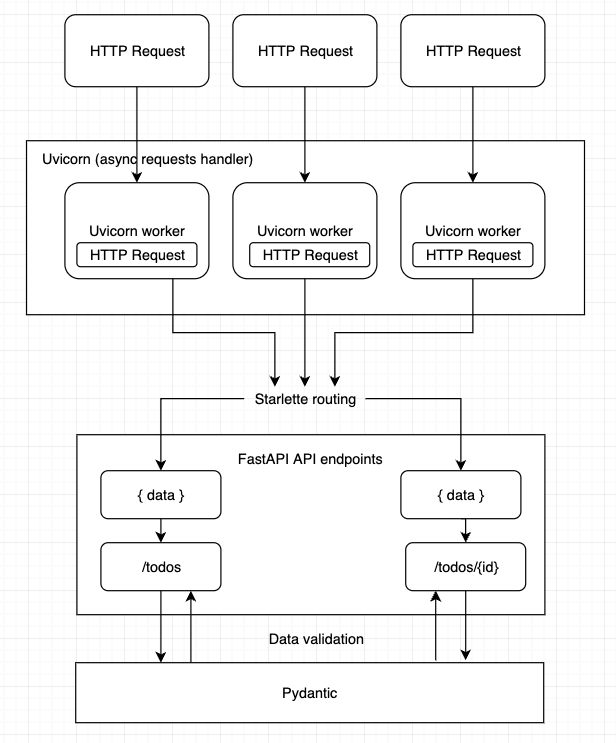 HTTP Request
HTTP Request
HTTP Request
Uvicorn (async requests handler)
Uvicorn worker
HTTP Request
Uvicorn worker
HTTP Request
Uvicorn worker
HTTP Request
Starlette routing
FastAPI API endpoints
{ data }
{ data }
/todos
/todos/{id}
Data validation
Pydantic